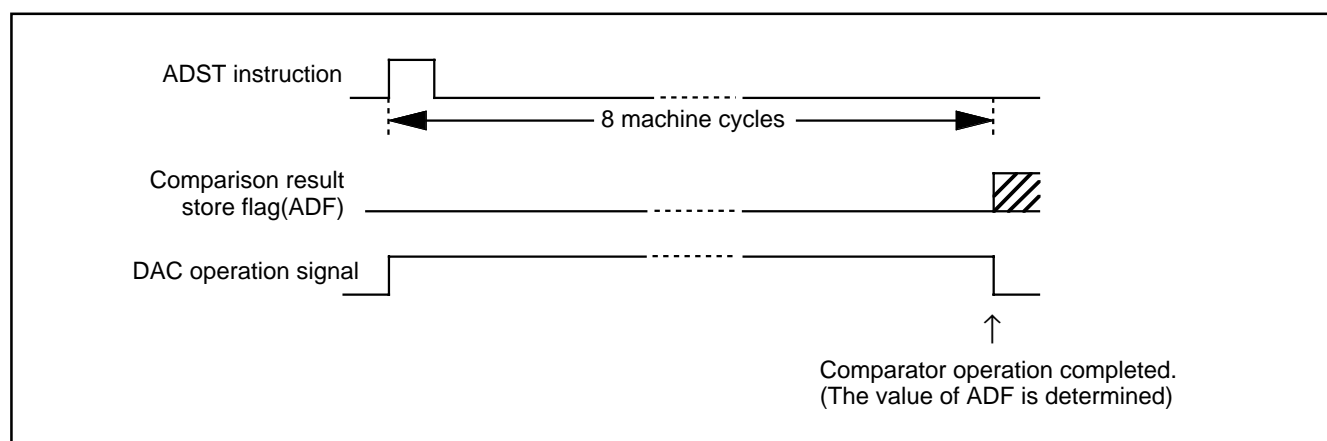 ADST instruction
8 machine cycles
Comparison result
store flag(ADF)
DAC operation signal
Comparator operation completed.
(The value of ADF is determined)